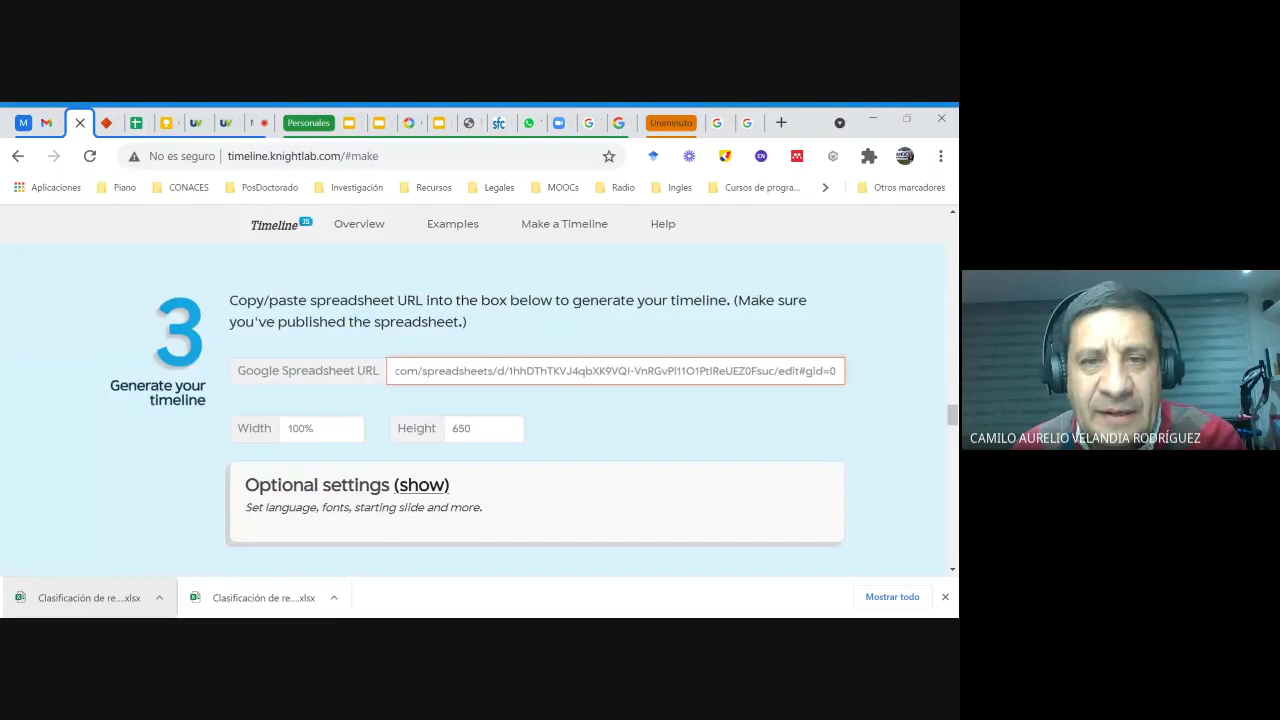 Personales
Uniminuto
No es seguro
timeline.knightlab.com/#make
Aplicaciones
Piano
CONACES
PosDoctorado
Investigación
Recursos
Legales
MOOCs
Radio
Ingles
Cursos de progra...
Otros marcadores
Timeline JS
Overview
Examples
Make a Timeline
Help
3
Generate your
timeline
Copy/paste spreadsheet URL into the box below to generate your timeline. (Make sure
you've published the spreadsheet.)
Google Spreadsheet URL
com/spreadsheets/d/1hhDThTKVJ4qbXK9VQI-VnRGvPl11O1PtlReUEZ0Fsuc/edit#gid=0
Width
100%
Height
650
Optional settings (show)
Set language, fonts, starting slide and more.
CAMILO AURELIO VELANDIA RODRÍGUEZ
Clasificación de re....xlsx
Clasificación de re....xlsx
Mostrar todo